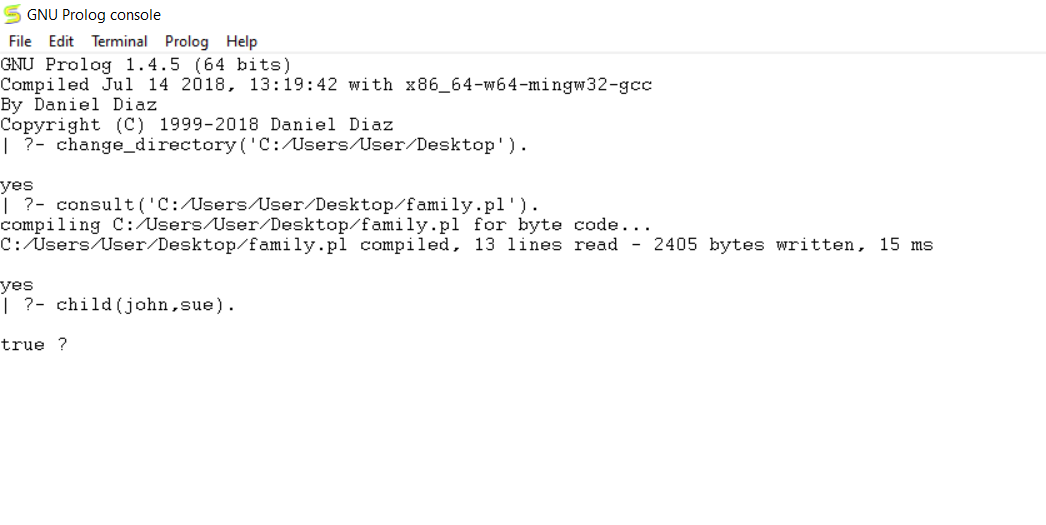 GNU Prolog console
File Edit Terminal Prolog Help
GNU Prolog 1.4.5 (64 bits)
Compiled Jul 14 2018, 13:19:42 with x86_64-w64-mingw32-gcc
By Daniel Diaz
Copyright (C) 1999-2018 Daniel Diaz
| ?- change_directory('C:/Users/User/Desktop').
yes
| ?- consult('C:/Users/User/Desktop/family.pl').
compiling C:/Users/User/Desktop/family.pl for byte code...
C:/Users/User/Desktop/family.pl compiled, 13 lines read - 2405 bytes written, 15 ms
yes
| ?- child(john,sue).
true ?